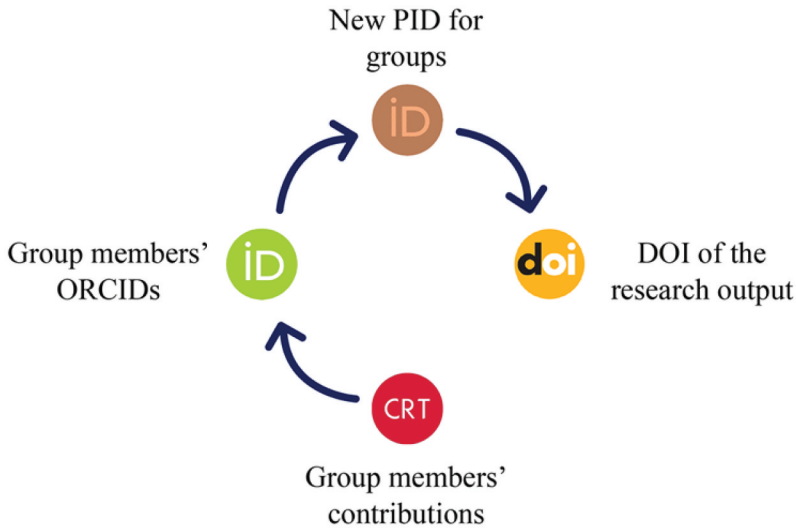 New PID for
groups
iD
Group members’
ORCIDs
iD
doi
DOI of the
research output
CRT
Group members’
contributions